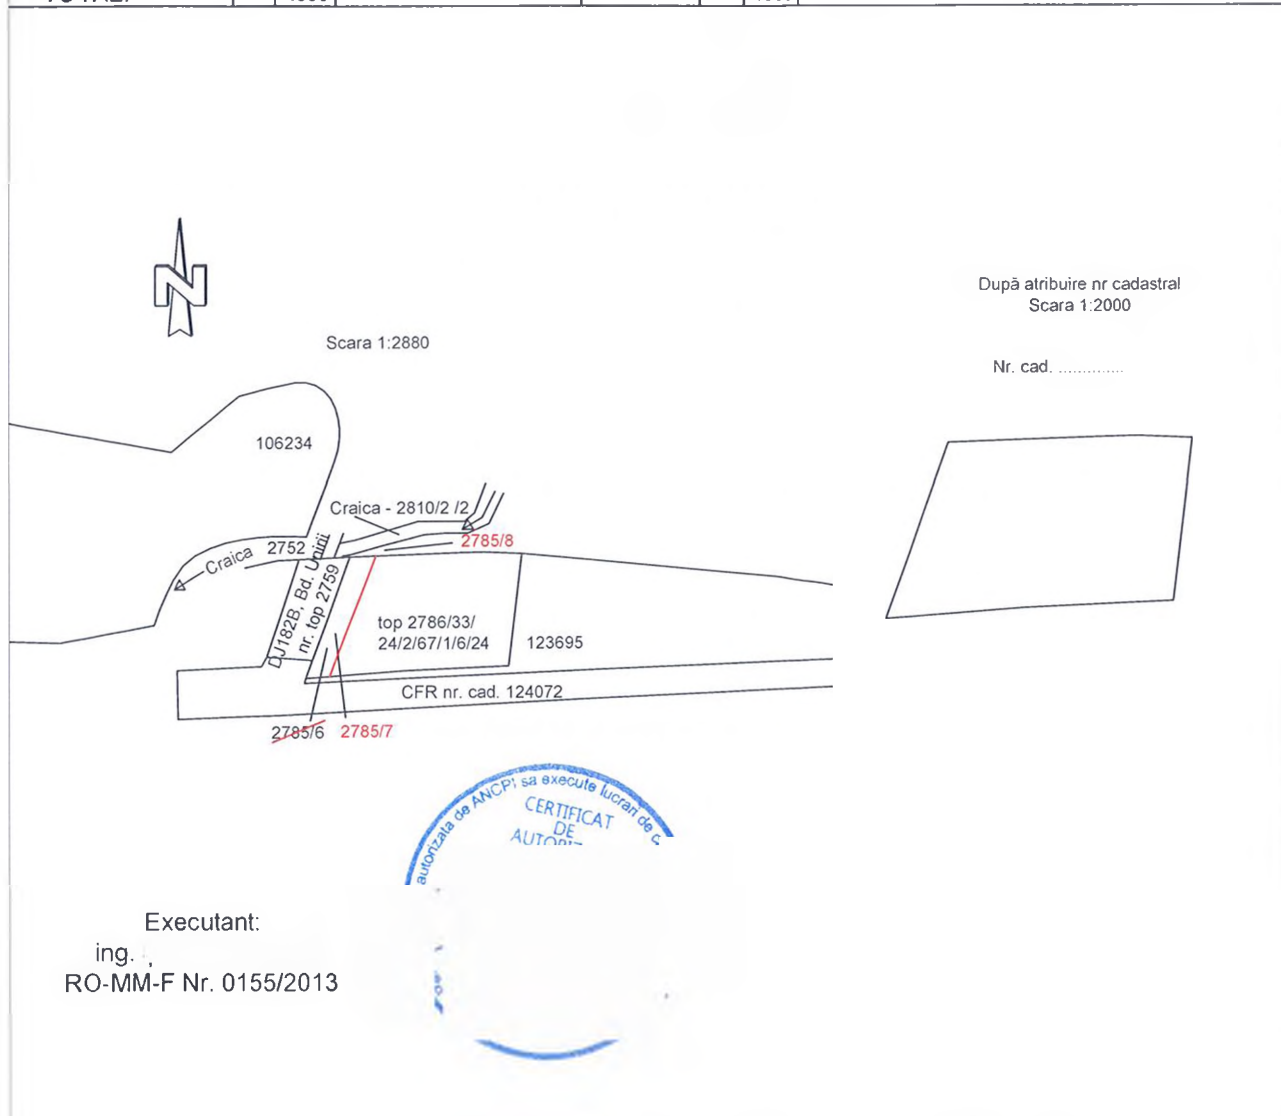 TOTAL:
După atribuire nr cadastral
Scara 1:2000
Nr. cad. ..............
Scara 1:2880
106234
Craica - 2810/2 /2
2785/8
Craica
2752
DJ182B, Bd. Unirii
nr. top 2759
top 2786/33/
24/2/67/1/6/24
123695
CFR nr. cad. 124072
2785/6
2785/7
autorizata de ANCPI sa execute lucrari de
CERTIFICAT
DE
Executant:
ing.
RO-MM-F Nr. 0155/2013